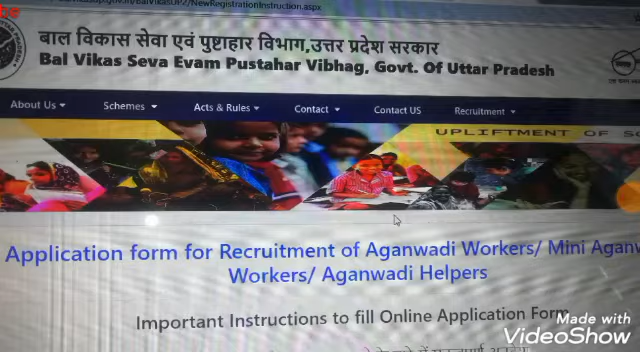 /NewRegistrationInstruction.aspx
बाल विकास सेवा एवं पुष्टाहार विभाग,उत्तर प्रदेश सरकार
Bal Vikas Seva Evam Pustahar Vibhag, Govt. Of Uttar Pradesh
About Us Schemes Acts & Rules Contact Contact US Recruitment
UPLIFTMENT OF
Application form for Recruitment of Aganwadi Workers/ Mini
Workers/ Aganwadi Helpers
Important Instructions to fill Online Application Form
Made with
VideoShow